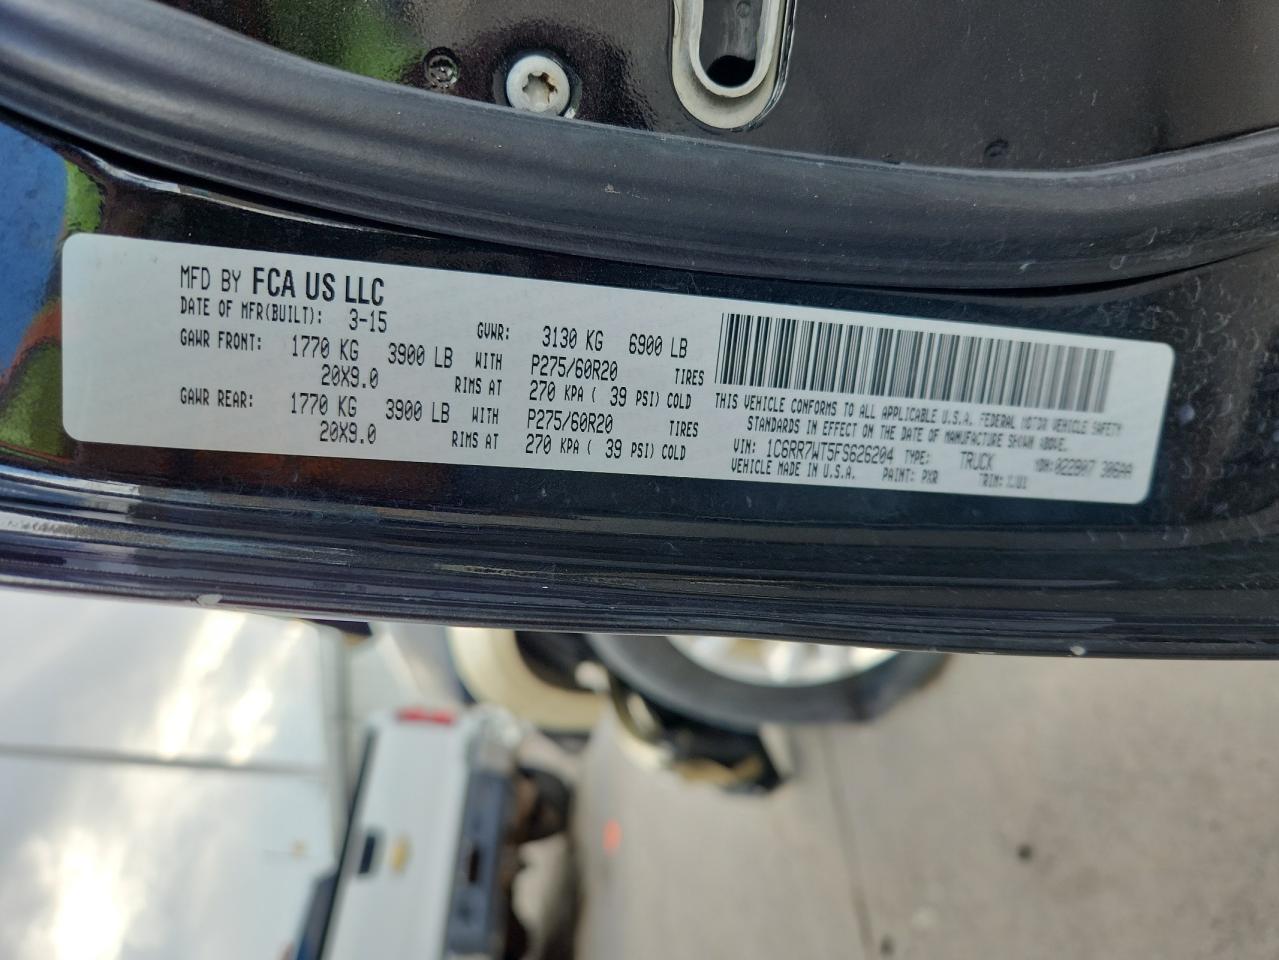 MFD BY FCA US LLC
DATE OF MFR(BUILT): 3-15 GVWR: 3130 KG 6900 LB
GAWR FRONT: 1770 KG 3900 LB WITH P275/60R20 TIRES
20X9.0 RIMS AT 270 KPA ( 39 PSI) COLD
GAWR REAR: 1770 KG 3900 LB WITH P275/60R20 TIRES
20X9.0 RIMS AT 270 KPA ( 39 PSI) COLD
THIS VEHICLE CONFORMS TO ALL APPLICABLE U.S.A. FEDERAL MOTOR VEHICLE SAFETY
STANDARDS IN EFFECT ON THE DATE OF MANUFACTURE SHOWN ABOVE.
VIN: 1C6RR7WT5FS626204 TYPE: TRUCK MDH: 022807 306AA
VEHICLE MADE IN U.S.A. PAINT: PXR TRIM: